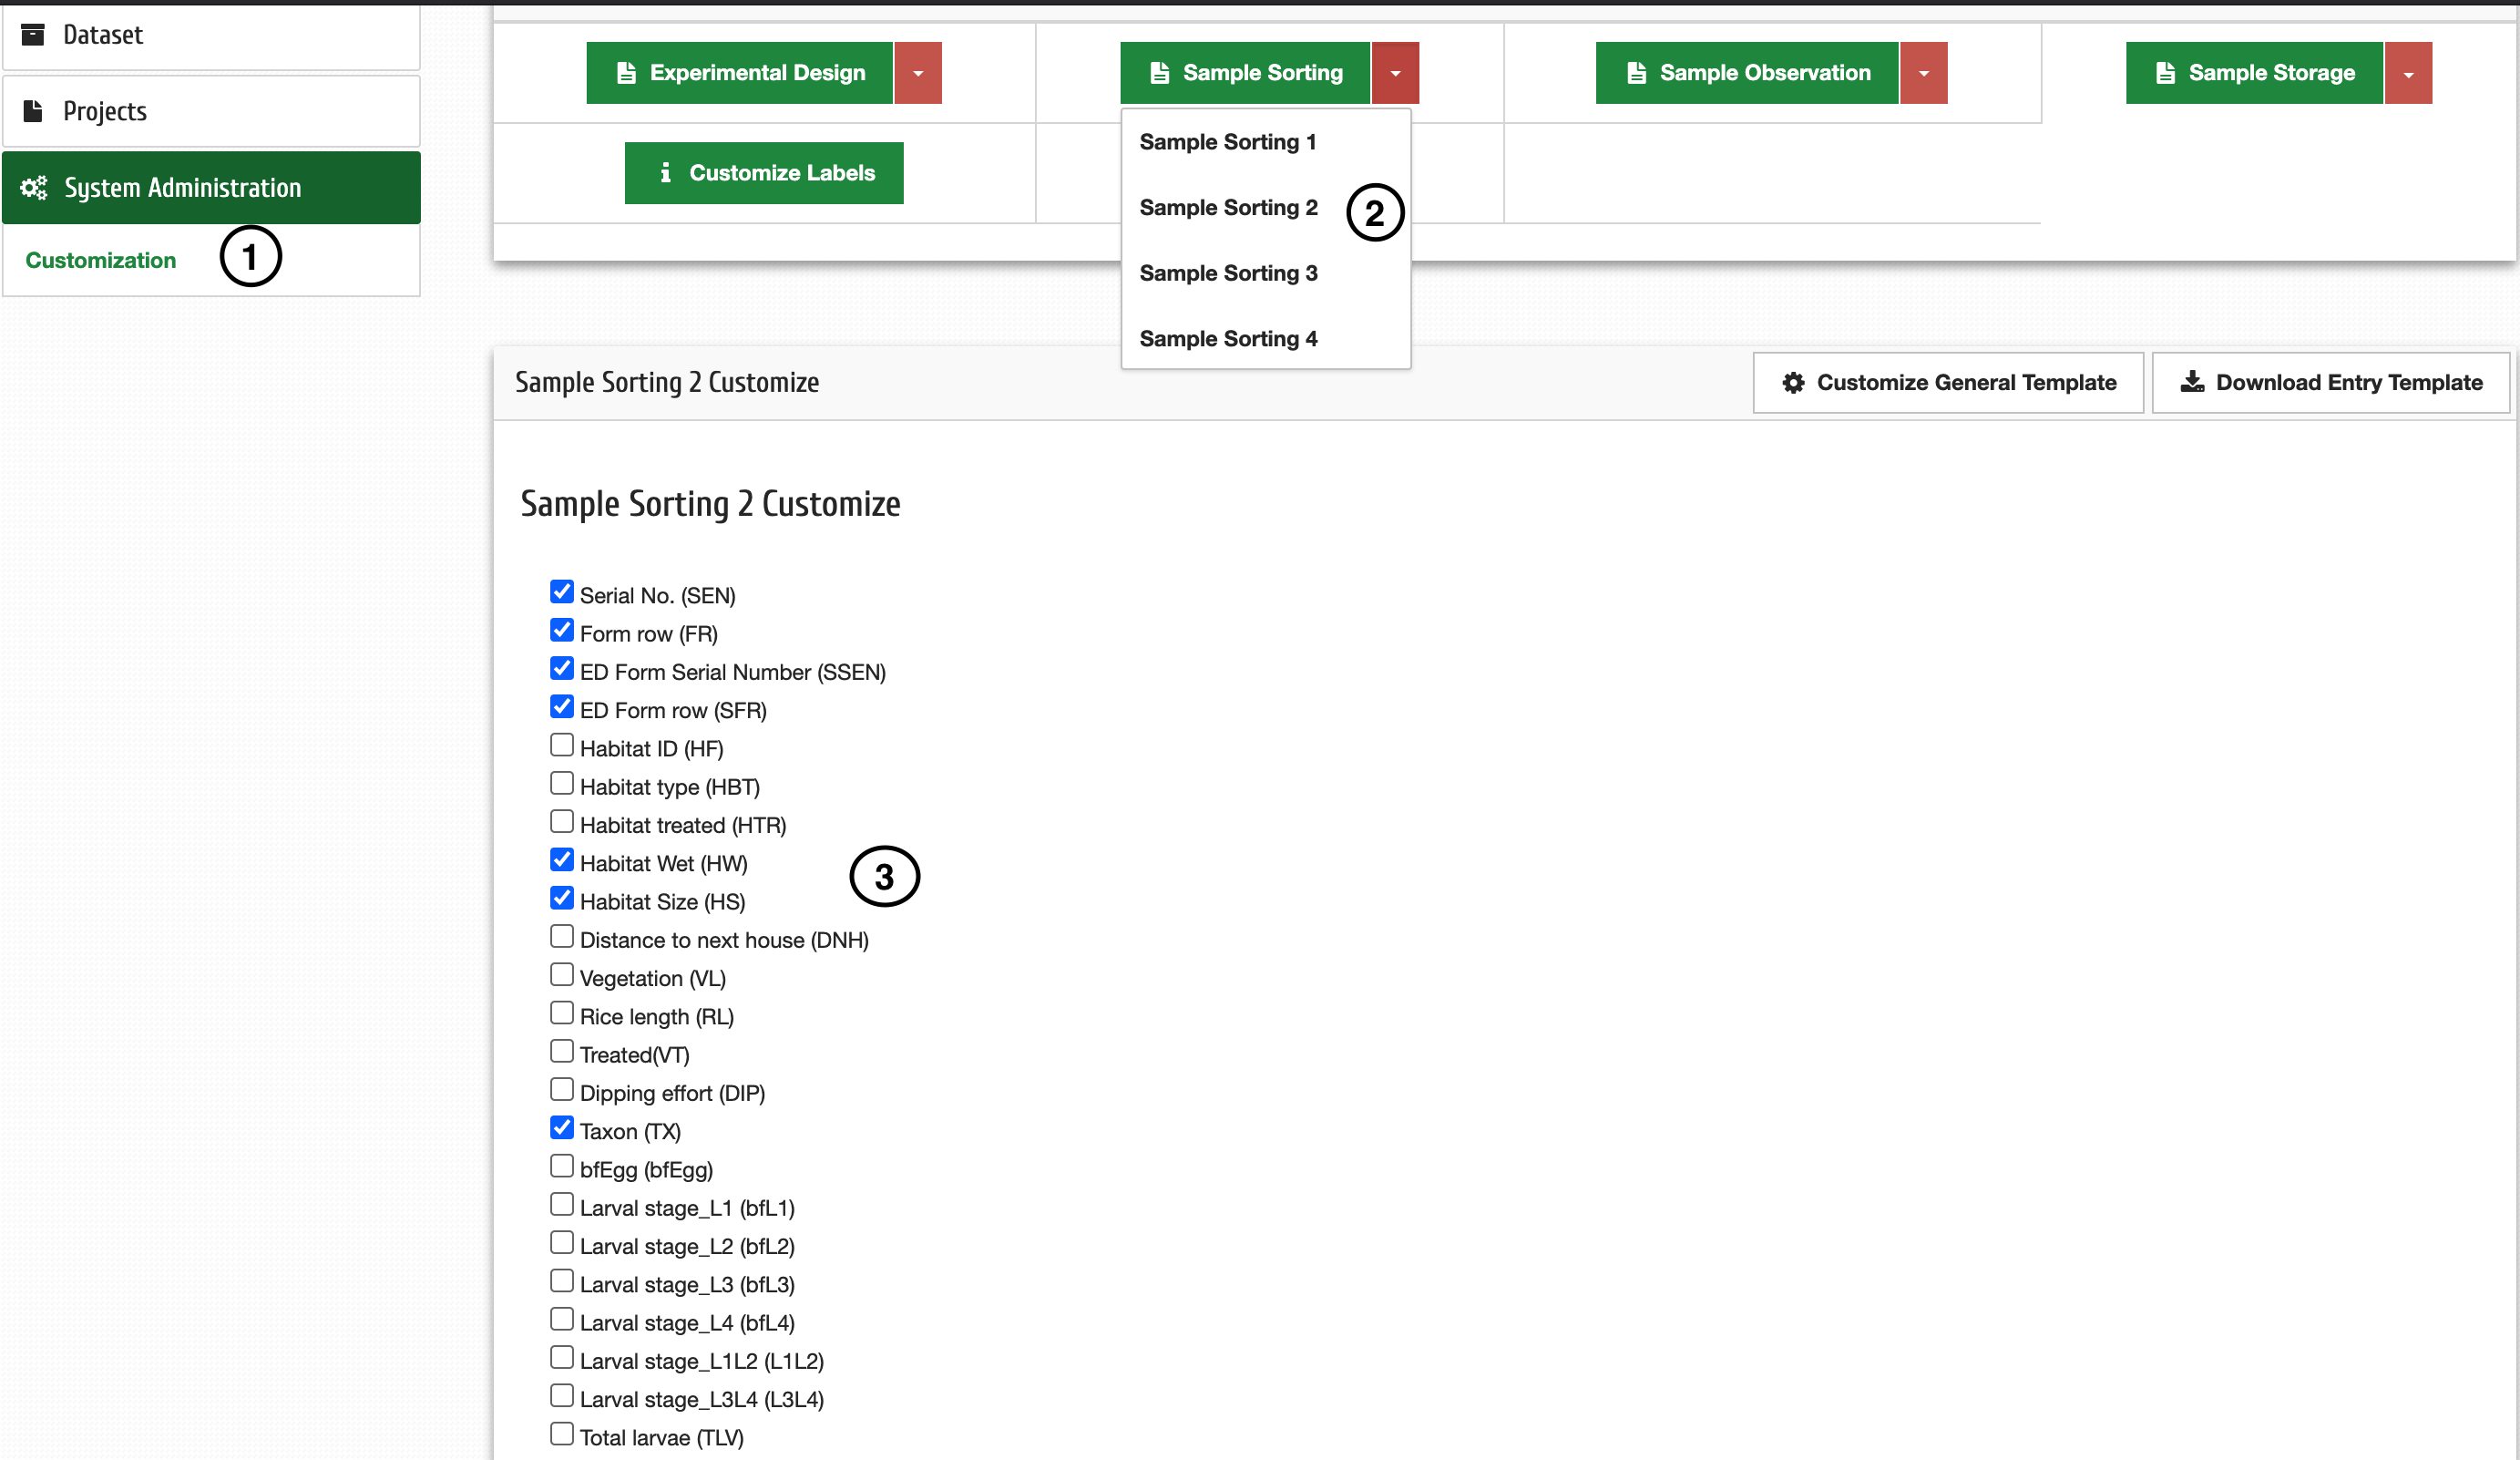 Dataset
Projects
System Administration
Customization
1
Experimental Design
Sample Sorting
Sample Observation
Sample Storage
Customize Labels
Sample Sorting 1
Sample Sorting 2
2
Sample Sorting 3
Sample Sorting 4
Sample Sorting 2 Customize
Customize General Template
Download Entry Template
Sample Sorting 2 Customize
Serial No. (SEN)
Form row (FR)
ED Form Serial Number (SSEN)
ED Form row (SFR)
Habitat ID (HF)
Habitat type (HBT)
Habitat treated (HTR)
Habitat Wet (HW)
3
Habitat Size (HS)
Distance to next house (DNH)
Vegetation (VL)
Rice length (RL)
Treated(VT)
Dipping effort (DIP)
Taxon (TX)
bfEgg (bfEgg)
Larval stage_L1 (bfL1)
Larval stage_L2 (bfL2)
Larval stage_L3 (bfL3)
Larval stage_L4 (bfL4)
Larval stage_L1L2 (L1L2)
Larval stage_L3L4 (L3L4)
Total larvae (TLV)